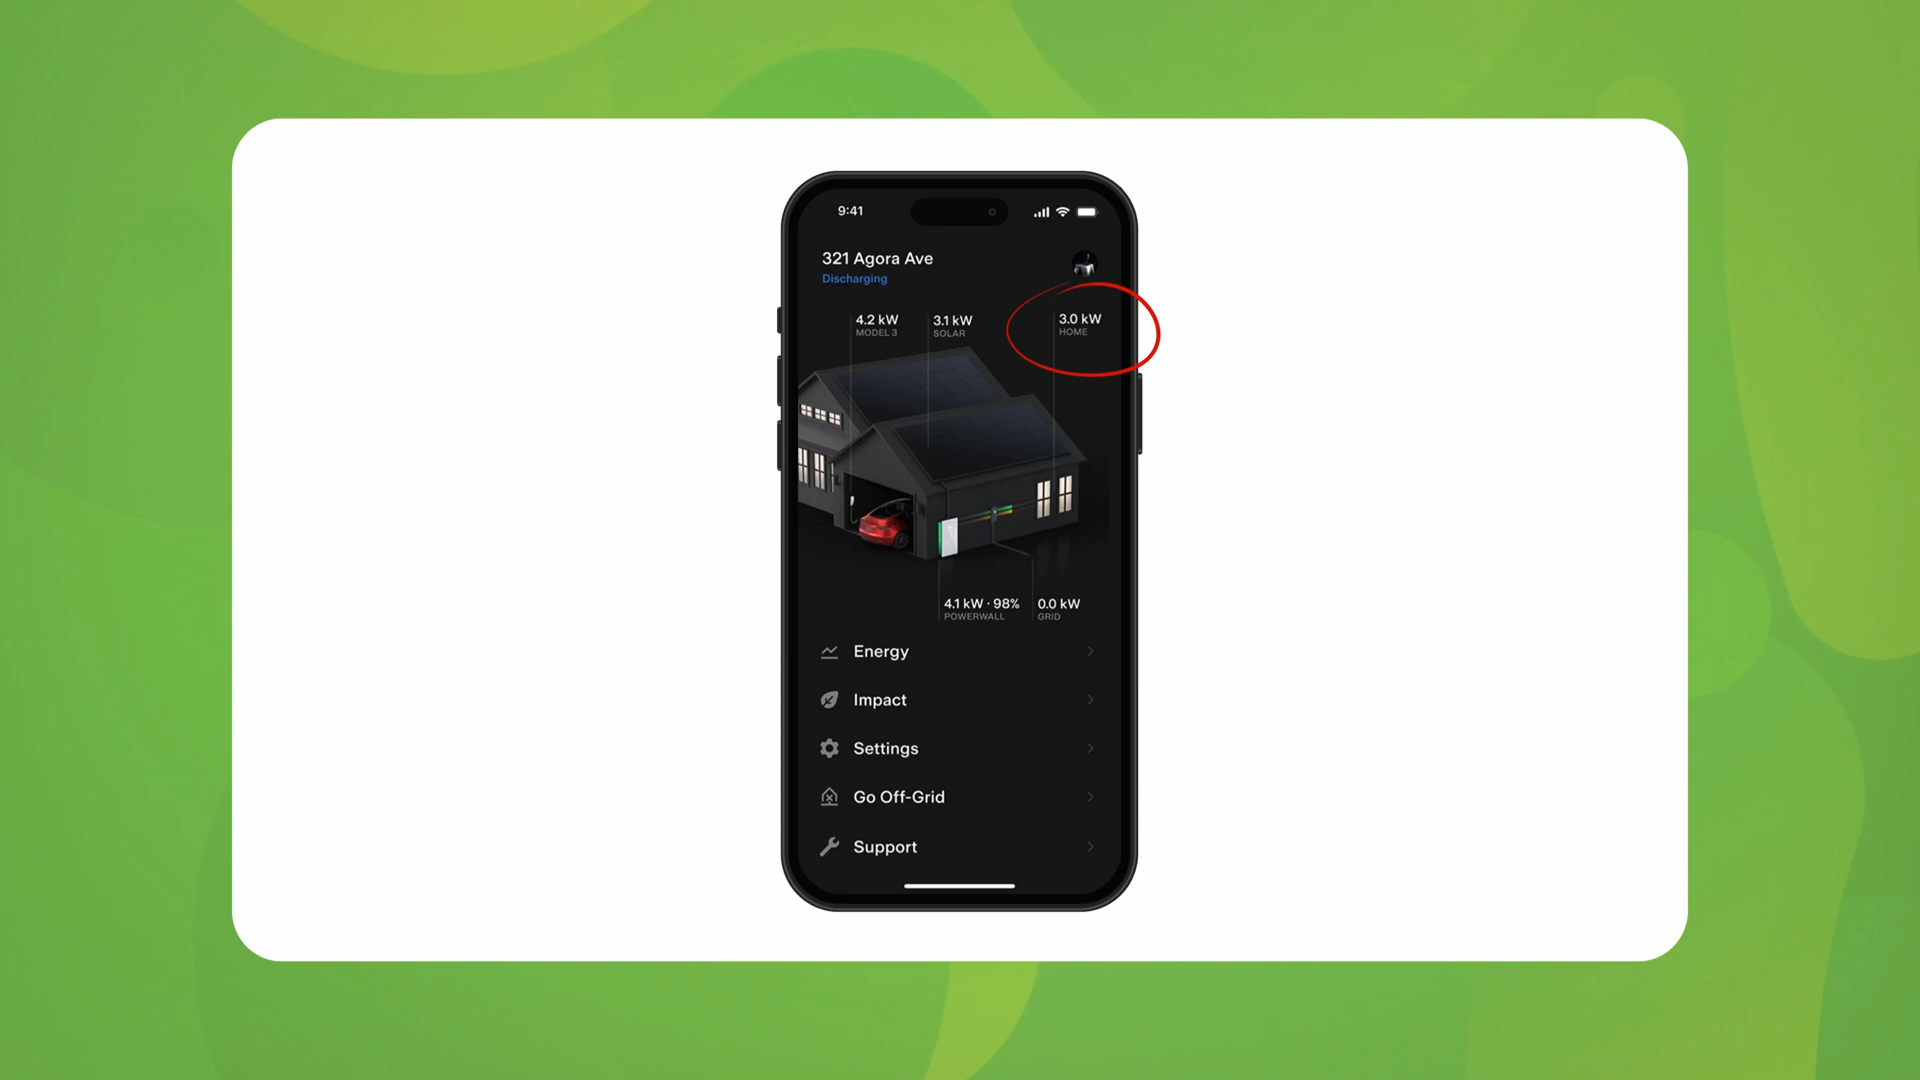 9:41
321 Agora Ave
Discharging
4.2 kW
MODEL 3
3.1 kW
SOLAR
3.0 kW
HOME
4.1 kW · 98%
POWERWALL
0.0 kW
GRID
Energy
Impact
Settings
Go Off-Grid
Support